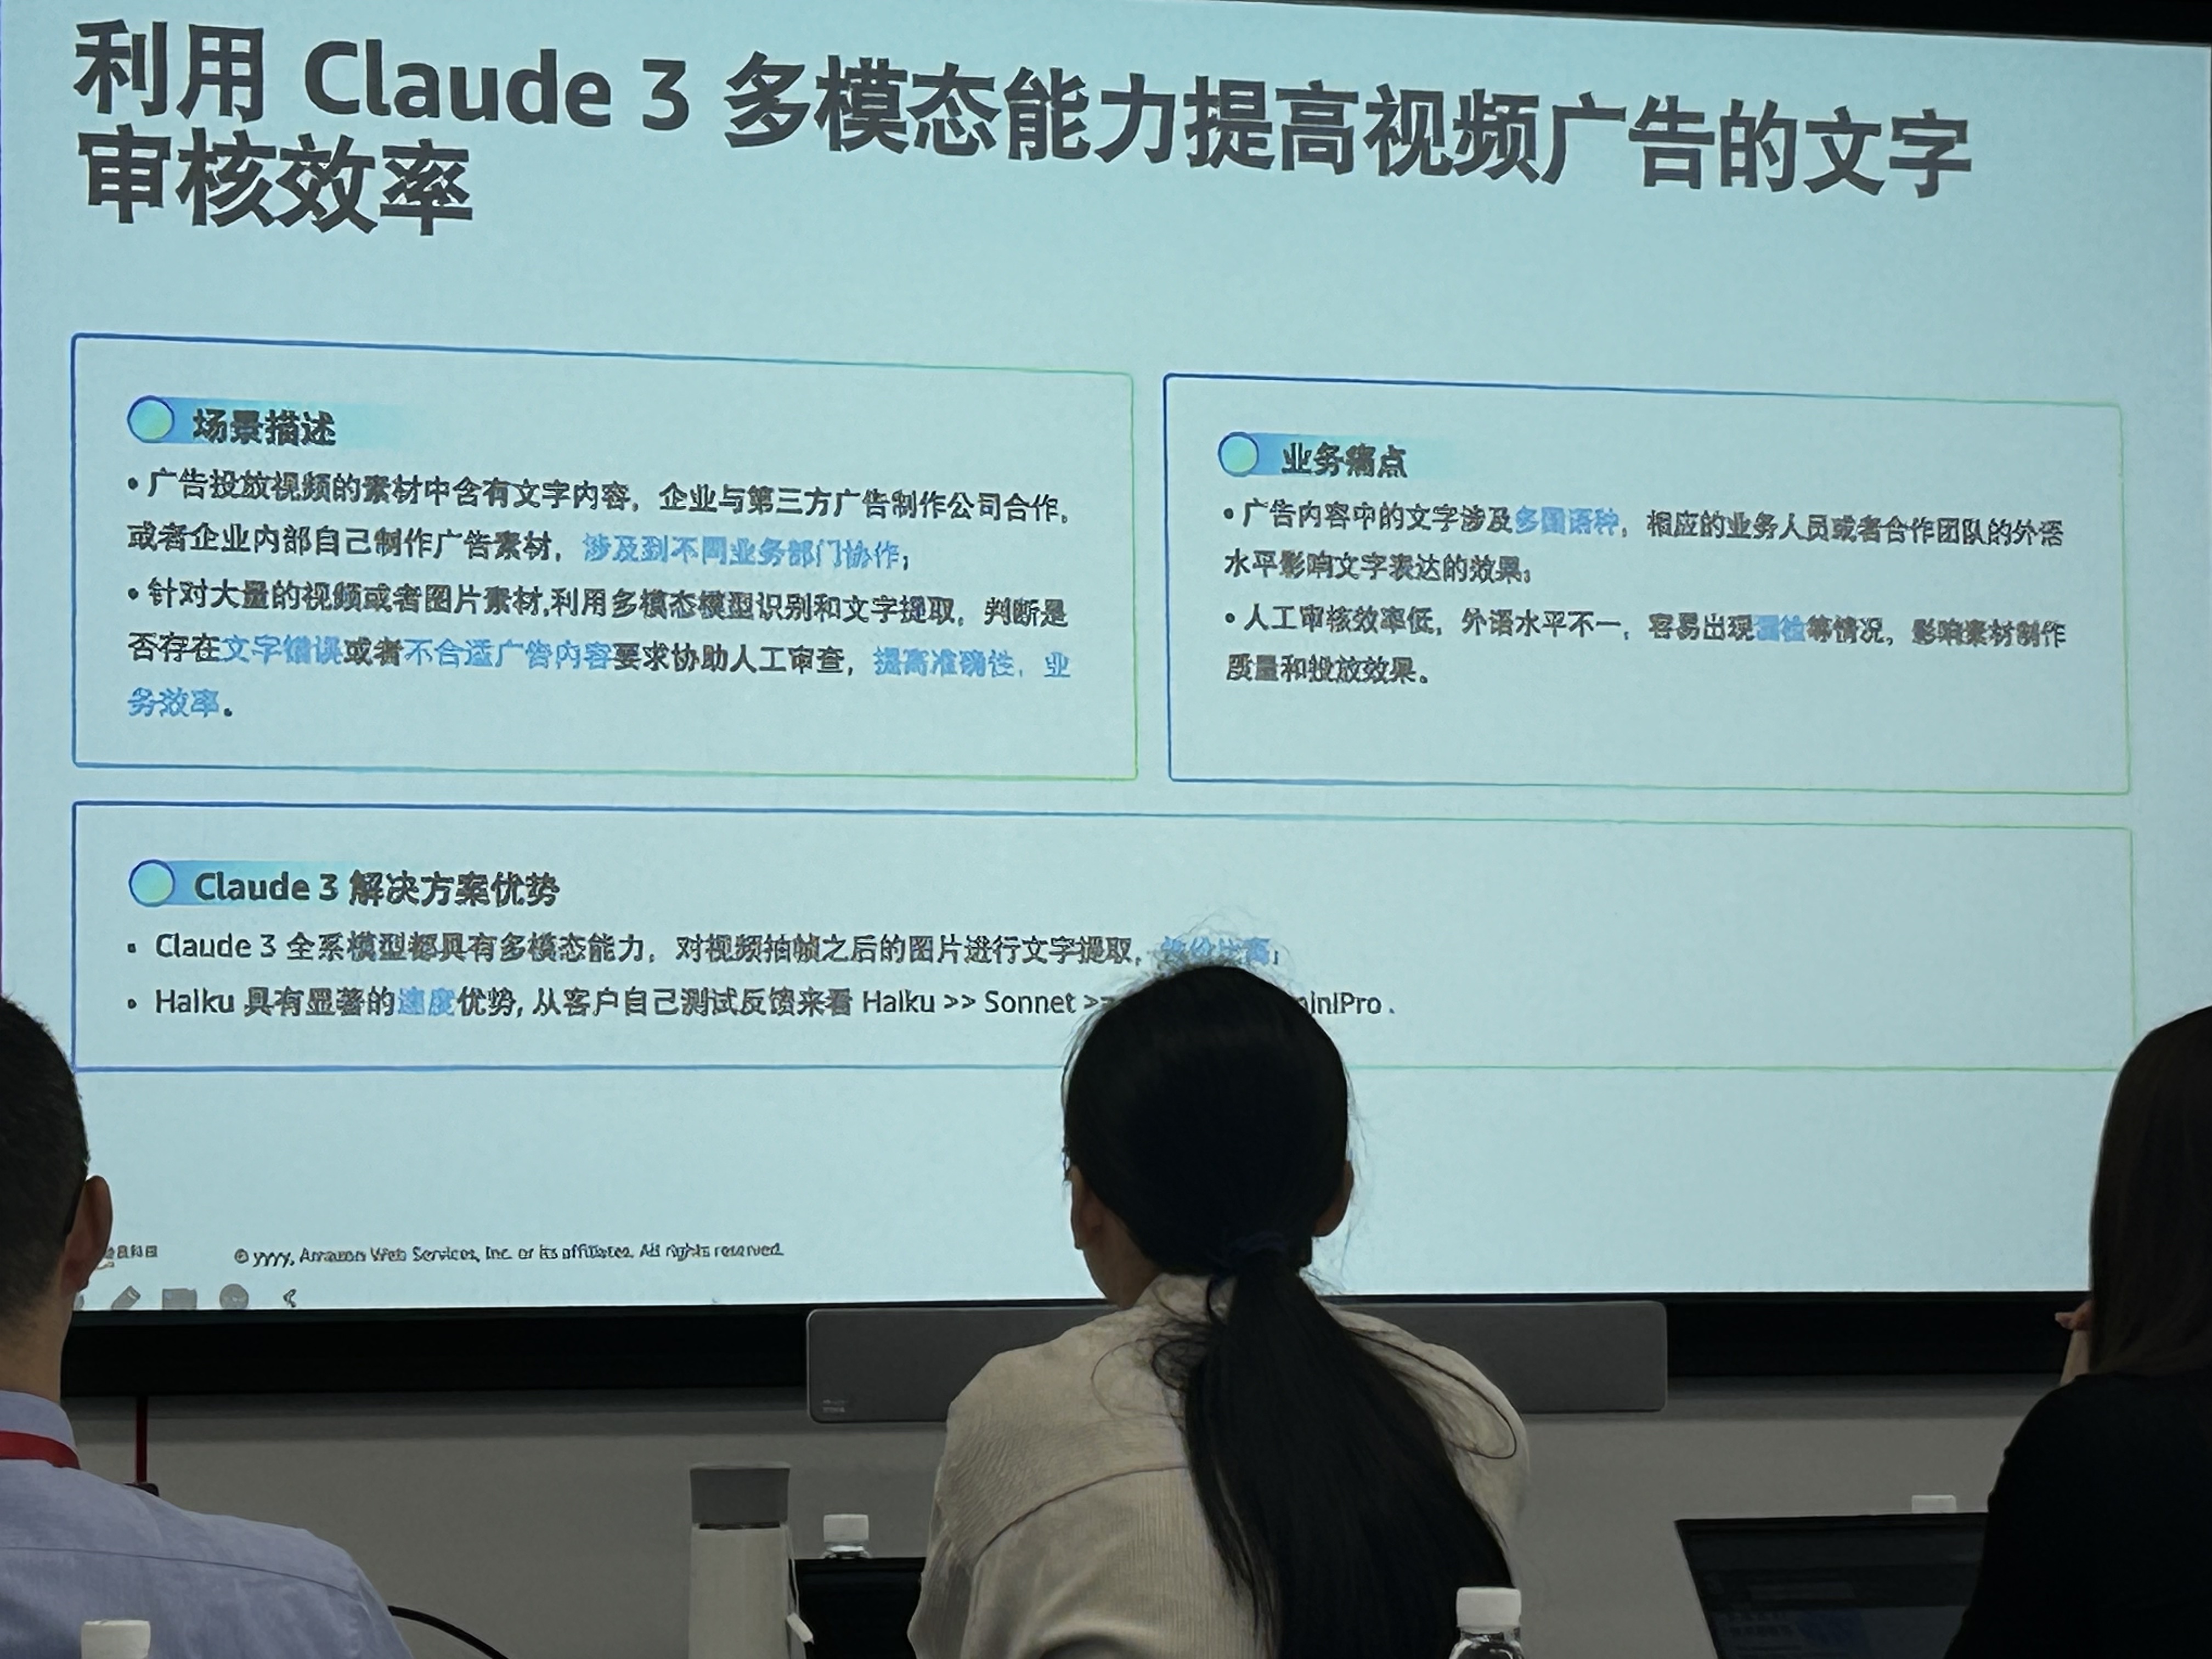 利用 Claude 3 多模态能力提高视频广告的文字
审核效率
场景描述
• 广告投放视频的素材中含有文字内容，企业与第三方广告制作公司合作，
或者企业内部自己制作广告素材，涉及到不同业务部门协作；
• 针对大量的视频或者图片素材,利用多模态模型识别和文字提取，判断是
否存在文字错误或者不合适广告内容要求协助人工审查，提高准确性，业
务效率。
业务痛点
• 广告内容中的文字涉及多国语种，相应的业务人员或者合作团队的外语
水平影响文字表达的效果；
• 人工审核效率低，外语水平不一，容易出现漏检等情况，影响素材制作
质量和投放效果。
Claude 3 解决方案优势
• Claude 3 全系模型都具有多模态能力，对视频抽帧之后的图片进行文字提取，
• Haiku 具有显著的速度优势, 从客户自己测试反馈来看 Haiku >> Sonnet >
iniPro .
© yyyy, Amazon Web Services, Inc. or its affiliates. All rights reserved.